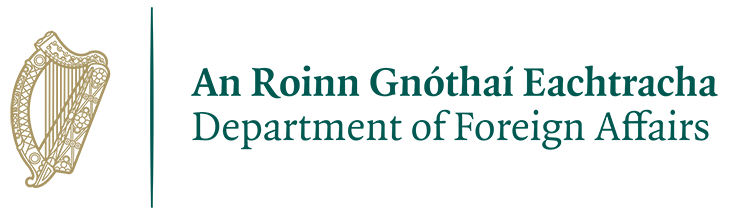 An Roinn Gnóthaí Eachtracha
Department of Foreign Affairs